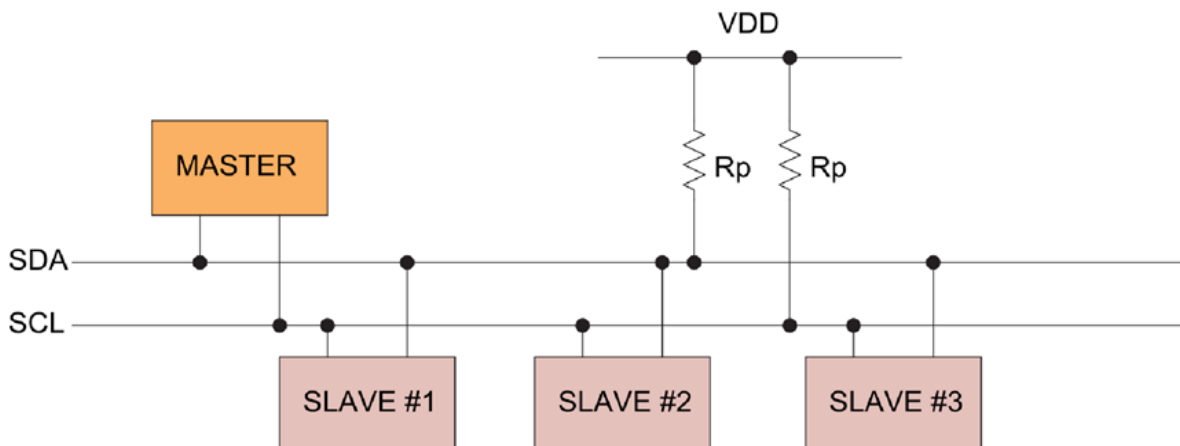 VDD
MASTER
Rp
Rp
SDA
SCL
SLAVE #1
SLAVE #2
SLAVE #3